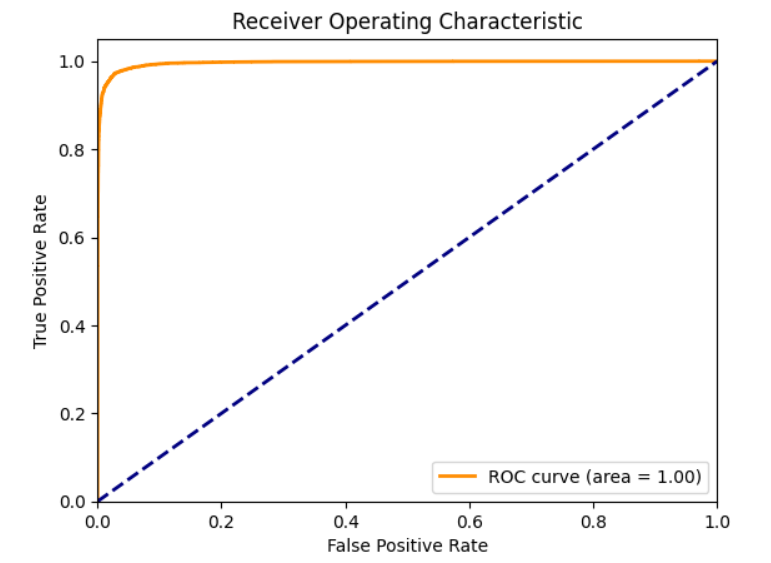 Receiver Operating Characteristic
1.0
0.8
0.6
0.4
0.2
0.0
True Positive Rate
ROC curve (area = 1.00)
0.0 0.2 0.4 0.6 0.8 1.0
False Positive Rate